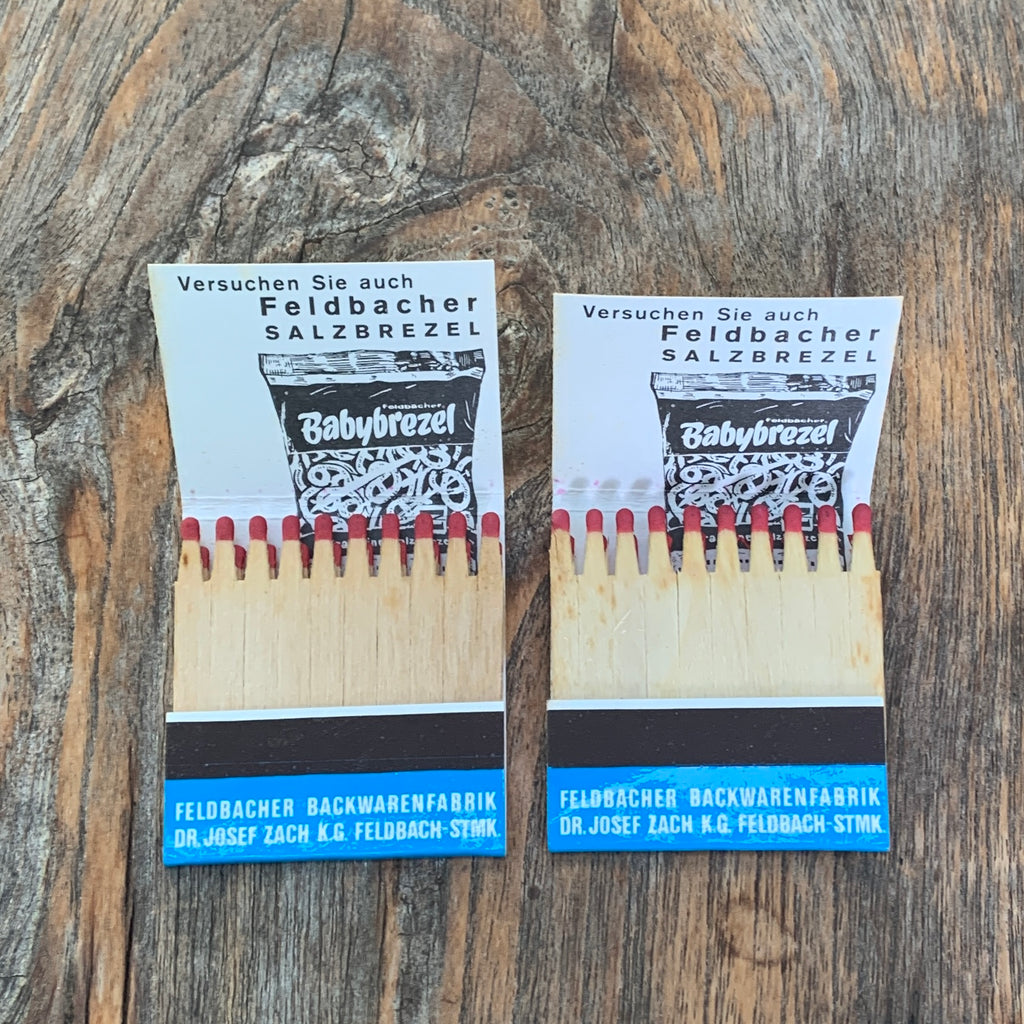 Versuchen Sie auch
Feldbacher
SALZBREZEL
Feldbacher
Babybrezel
FELDBACHER BACKWARENFABRIK
DR. JOSEF ZACH K.G. FELDBACH-STMK.
Versuchen Sie auch
Feldbacher
SALZBREZEL
Feldbacher
Babybrezel
FELDBACHER BACKWARENFABRIK
DR. JOSEF ZACH K.G. FELDBACH-STMK.